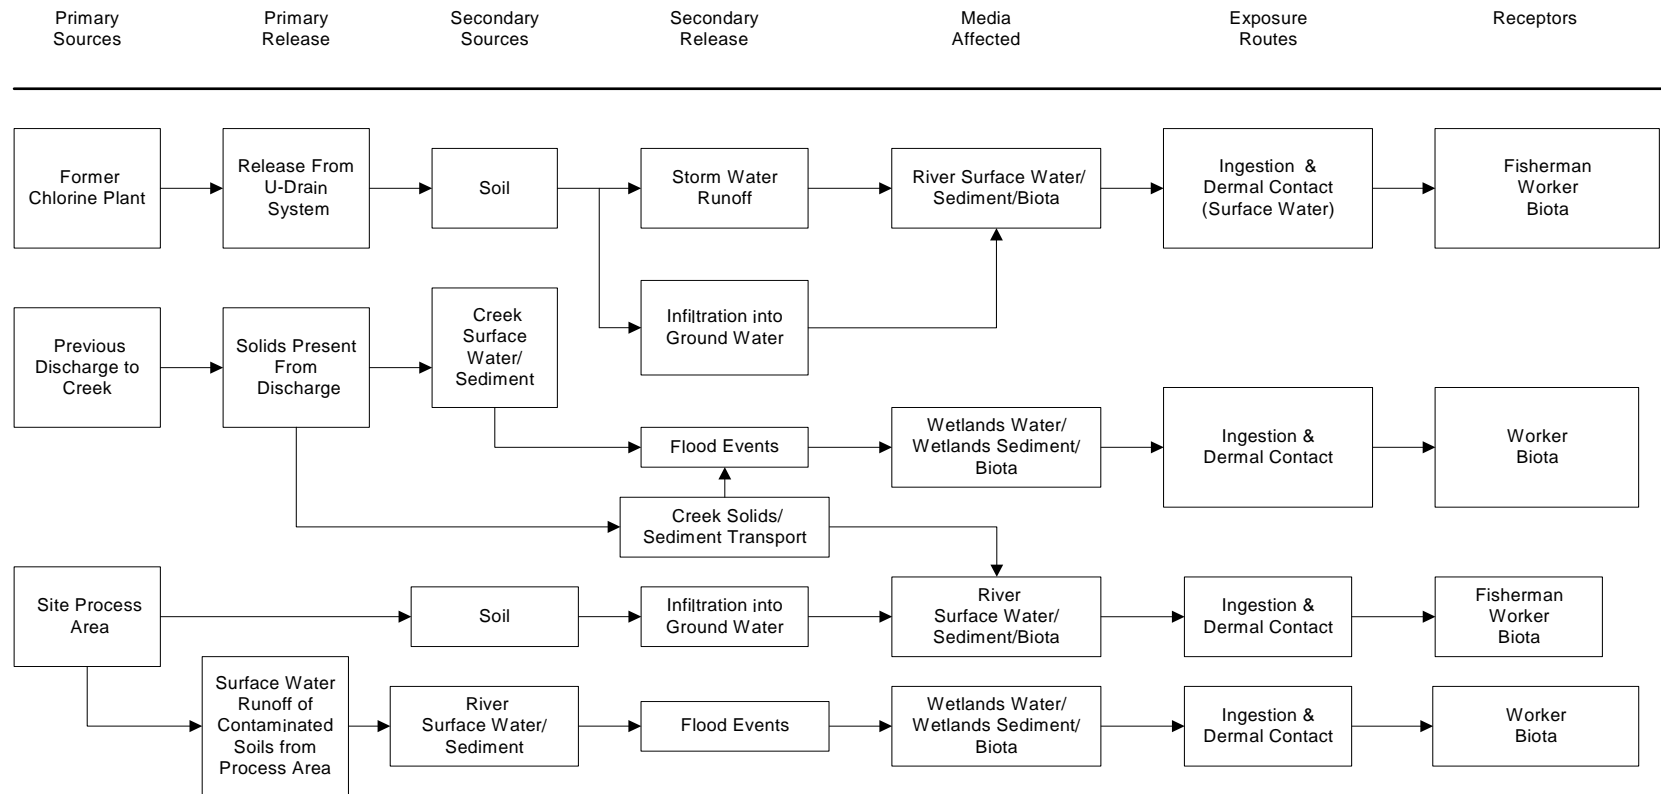 Primary
Sources
Primary
Release
Secondary
Sources
Secondary
Release
Media
Affected
Exposure
Routes
Receptors
Former
Chlorine Plant
Release From
U-Drain
System
Soil
Storm Water
Runoff
River Surface Water/
Sediment/Biota
Ingestion &
Dermal Contact
(Surface Water)
Fisherman
Worker
Biota
Infiltration into
Ground Water
Previous
Discharge to
Creek
Solids Present
From
Discharge
Creek
Surface
Water/
Sediment
Flood Events
Wetlands Water/
Wetlands Sediment/
Biota
Ingestion &
Dermal Contact
Worker
Biota
Creek Solids/
Sediment Transport
Site Process
Area
Soil
Infiltration into
Ground Water
River
Surface Water/
Sediment/Biota
Ingestion &
Dermal Contact
Fisherman
Worker
Biota
Surface Water
Runoff of
Contaminated
Soils from
Process Area
River
Surface Water/
Sediment
Flood Events
Wetlands Water/
Wetlands Sediment/
Biota
Ingestion &
Dermal Contact
Worker
Biota